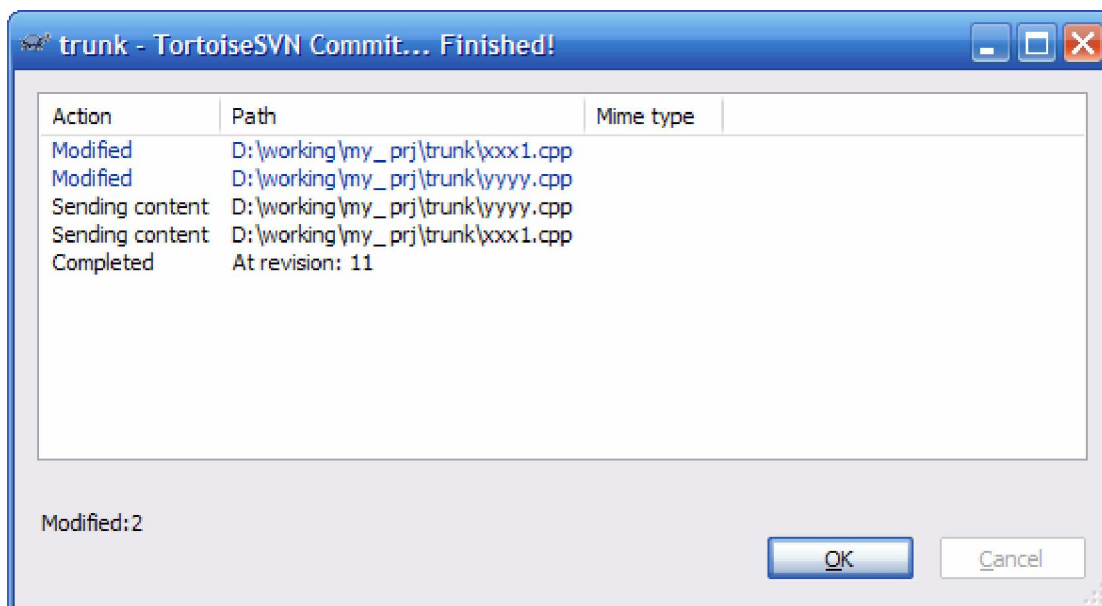 trunk - TortoiseSVN Commit... Finished!
Action Path Mime type
Modified D:\working\my_prj\trunk\xxx1.cpp
Modified D:\working\my_prj\trunk\yyyy.cpp
Sending content D:\working\my_prj\trunk\yyyy.cpp
Sending content D:\working\my_prj\trunk\xxx1.cpp
Completed At revision: 11
Modified:2
OK Cancel